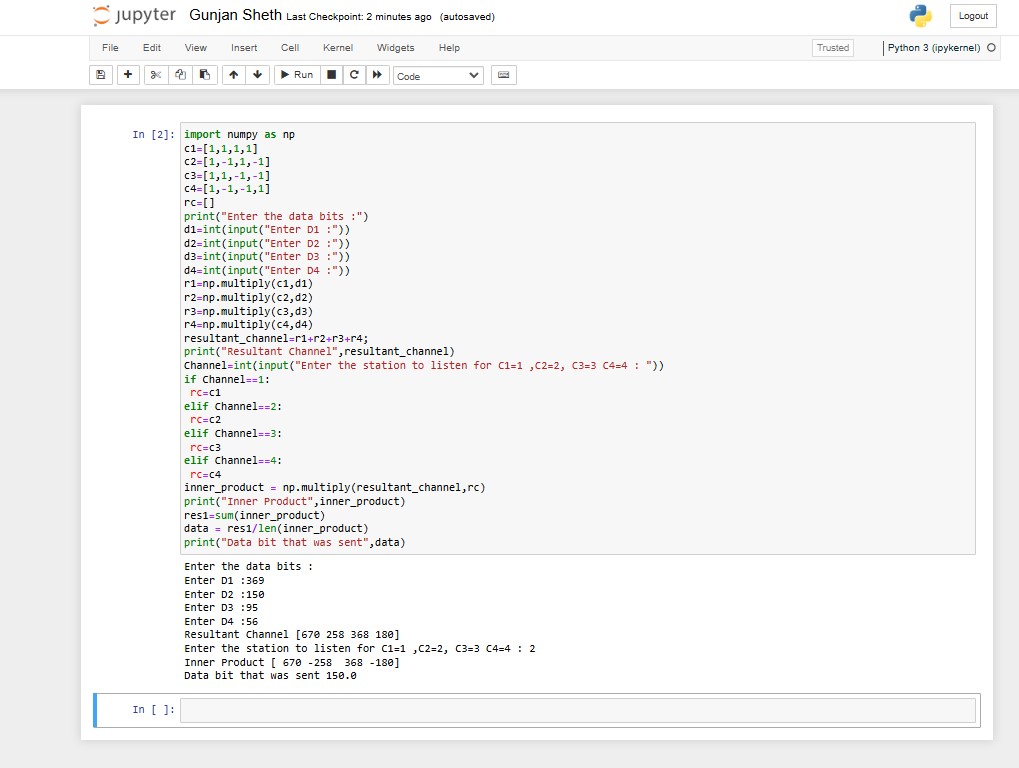 jupyter Gunjan Sheth Last Checkpoint: 2 minutes ago (autosaved) Logout
File Edit View Insert Cell Kernel Widgets Help Trusted Python 3 (ipykernel)
Run Code
In [2]: import numpy as np
c1=[1,1,1,1]
c2=[1,-1,1,-1]
c3=[1,1,-1,-1]
c4=[1,-1,-1,1]
rc=[]
print("Enter the data bits :")
d1=int(input("Enter D1 :"))
d2=int(input("Enter D2 :"))
d3=int(input("Enter D3 :"))
d4=int(input("Enter D4 :"))
r1=np.multiply(c1,d1)
r2=np.multiply(c2,d2)
r3=np.multiply(c3,d3)
r4=np.multiply(c4,d4)
resultant_channel=r1+r2+r3+r4;
print("Resultant Channel",resultant_channel)
Channel=int(input("Enter the station to listen for C1=1 ,C2=2, C3=3 C4=4 : "))
if Channel==1:
 rc=c1
elif Channel==2:
 rc=c2
elif Channel==3:
 rc=c3
elif Channel==4:
 rc=c4
inner_product = np.multiply(resultant_channel,rc)
print("Inner Product",inner_product)
res1=sum(inner_product)
data = res1/len(inner_product)
print("Data bit that was sent",data)
Enter the data bits :
Enter D1 :369
Enter D2 :150
Enter D3 :95
Enter D4 :56
Resultant Channel [670 258 368 180]
Enter the station to listen for C1=1 ,C2=2, C3=3 C4=4 : 2
Inner Product [ 670 -258  368 -180]
Data bit that was sent 150.0
In [ ]: